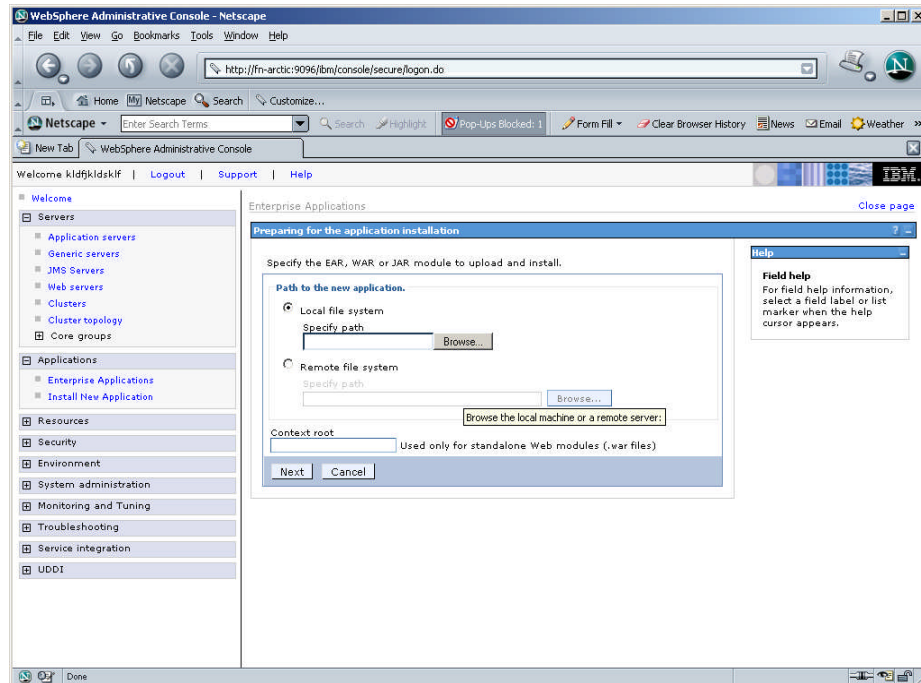 WebSphere Administrative Console - Netscape
File Edit View Go Bookmarks Tools Window Help
http://fn-arctic:9096/ibm/console/secure/logon.do
Home My Netscape Search Customize...
Netscape Enter Search Terms Search Highlight Pop-Ups Blocked: 1 Form Fill Clear Browser History News Email Weather »
New Tab WebSphere Administrative Console
Welcome kldfjkldsklf | Logout | Support | Help IBM.
Welcome
Enterprise Applications Close page
Servers
Application servers
Generic servers
JMS Servers
Web servers
Clusters
Cluster topology
Core groups
Applications
Enterprise Applications
Install New Application
Resources
Security
Environment
System administration
Monitoring and Tuning
Troubleshooting
Service integration
UDDI
Preparing for the application installation ? -
Specify the EAR, WAR or JAR module to upload and install.
Path to the new application.
Local file system
Specify path
Browse...
Remote file system
Specify path
Browse...
Browse the local machine or a remote server:
Context root
Used only for standalone Web modules (.war files)
Next Cancel
Help
Field help
For field help information,
select a field label or list
marker when the help
cursor appears.
Done